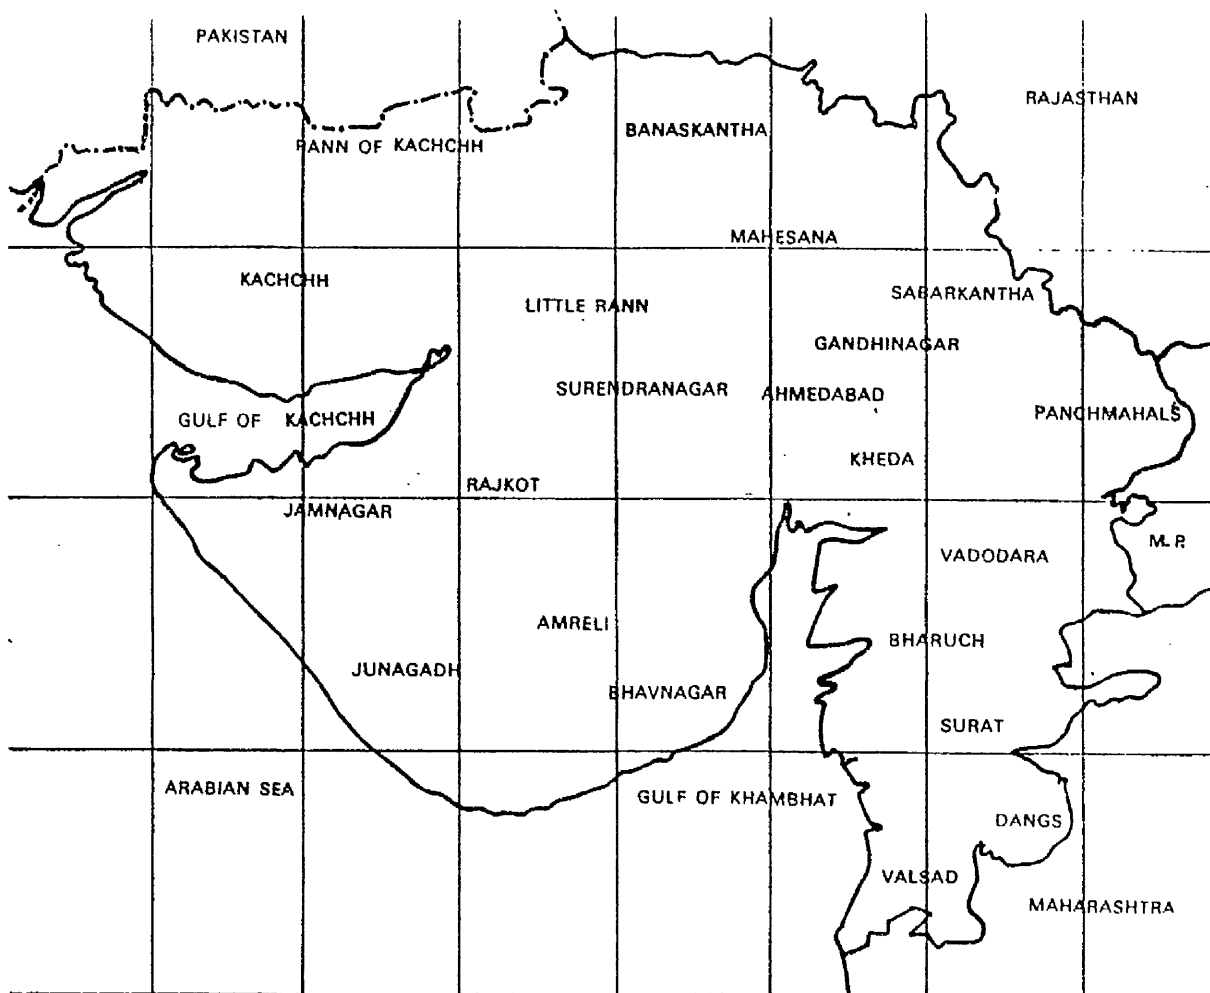 PAKISTAN
RAJASTHAN
BANASKANTHA
RANN OF KACHCHH
MAHESANA
KACHCHH
SABARKANTHA
LITTLE RANN
GANDHINAGAR
SURENDRANAGAR
AHMEDABAD
PANCHMAHALS
GULF OF KACHCHH
KHEDA
RAJKOT
JAMNAGAR
M.P.
VADODARA
AMRELI
BHARUCH
JUNAGADH
BHAVNAGAR
SURAT
ARABIAN SEA
GULF OF KHAMBHAT
DANGS
VALSAD
MAHARASHTRA